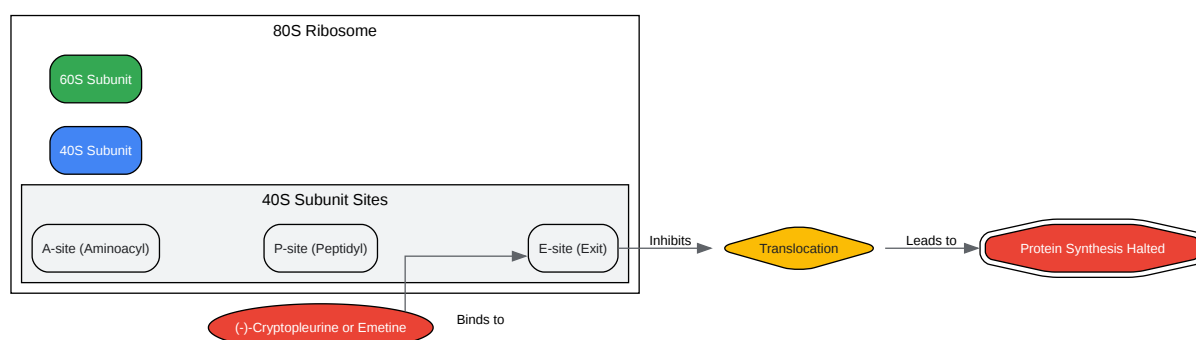 80S Ribosome
60S Subunit
40S Subunit
40S Subunit Sites
A-site (Aminoacyl)
P-site (Peptidyl)
E-site (Exit)
Inhibits
Translocation
Leads to
Protein Synthesis Halted
(-)-Cryptopleurine or Emetine
Binds to